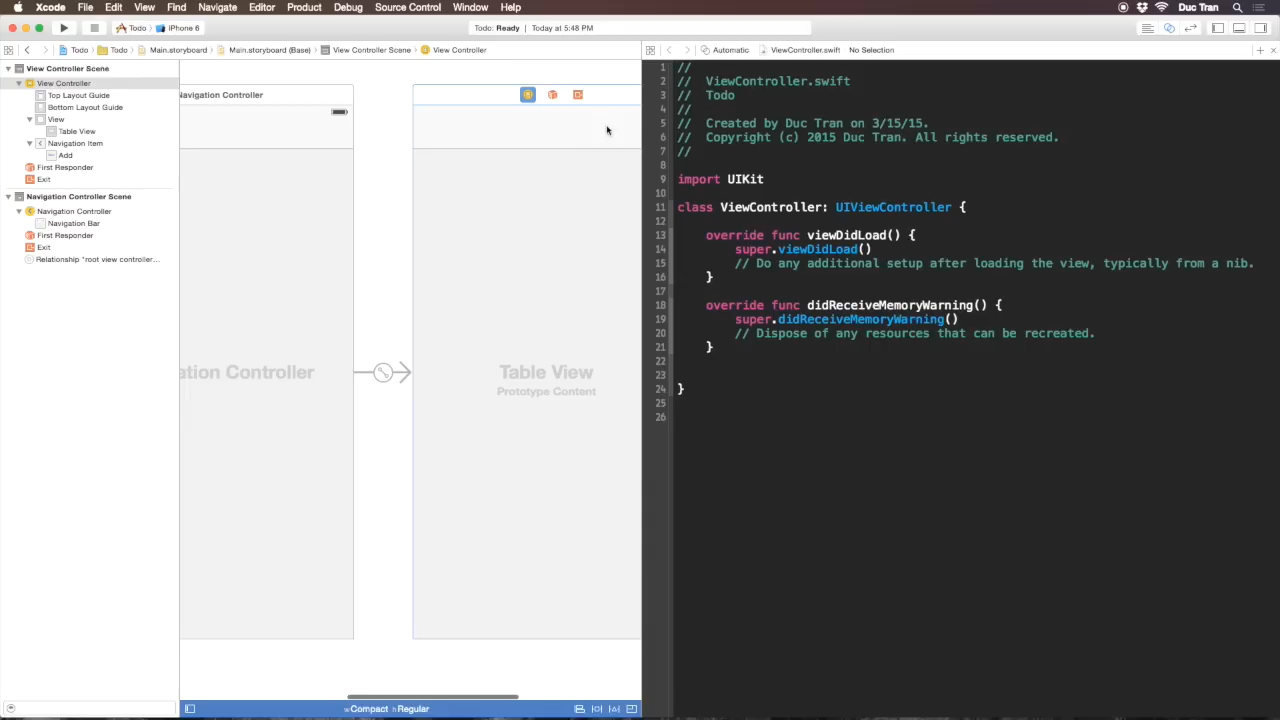 Xcode File Edit View Find Navigate Editor Product Debug Source Control Window Help Duc Tran
Todo iPhone 6 Todo: Ready | Today at 5:48 PM
Todo Todo Main.storyboard Main.storyboard (Base) View Controller Scene View Controller Automatic ViewController.swift No Selection
View Controller Scene
View Controller
Top Layout Guide
Bottom Layout Guide
View
Table View
Navigation Item
Add
First Responder
Exit
Navigation Controller Scene
Navigation Controller
Navigation Bar
First Responder
Exit
Relationship "root view controller...
Navigation Controller
ation Controller
Table View
Prototype Content
wCompact hRegular
1 //
2 // ViewController.swift
3 // Todo
4 //
5 // Created by Duc Tran on 3/15/15.
6 // Copyright (c) 2015 Duc Tran. All rights reserved.
7 //
8
9 import UIKit
10
11 class ViewController: UIViewController {
12
13 override func viewDidLoad() {
14 super.viewDidLoad()
15 // Do any additional setup after loading the view, typically from a nib.
16 }
17
18 override func didReceiveMemoryWarning() {
19 super.didReceiveMemoryWarning()
20 // Dispose of any resources that can be recreated.
21 }
22
23
24 }
25
26